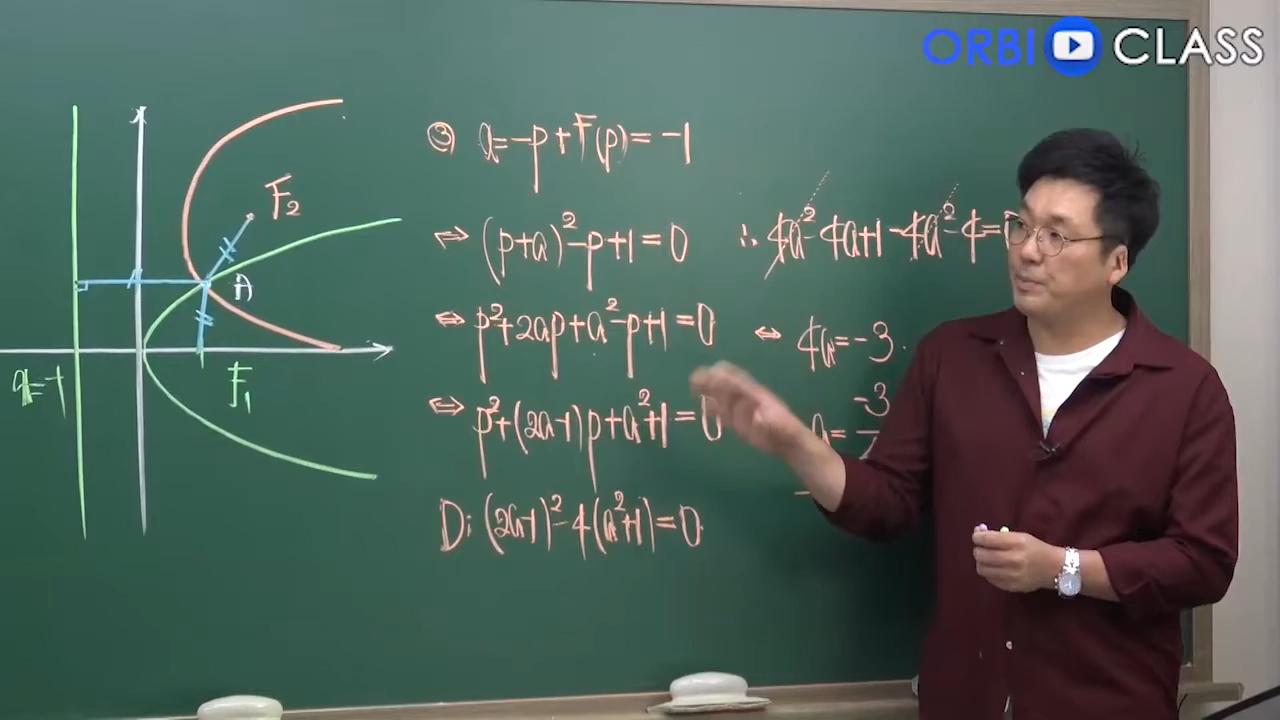 ORBI CLASS
F₂
A
F₁
x=-1
③ x=-p+F(p)=-1
⇔ (p+a)²-p+1=0
⇔ p²+2ap+a²-p+1=0
⇔ p²+(2a-1)p+a²+1=0
D: (2a-1)²-4(a²+1)=0
∴ 4a²-4a+1-4a²-4=
⇔ 4a=-3
a=-3